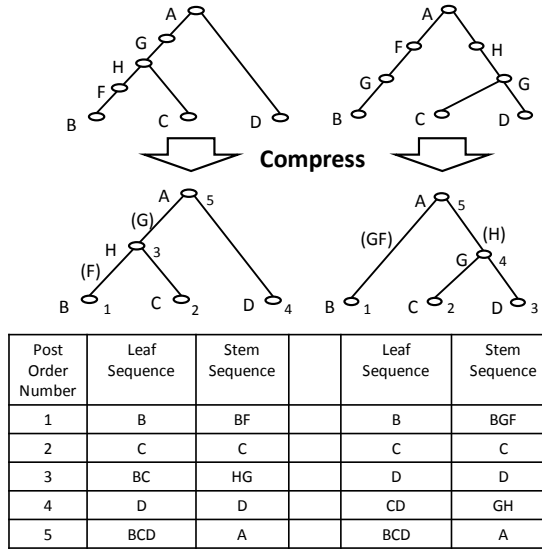 A A
G F H
H
F G G
B C D B C D
Compress
A 5 A 5
(G) (GF) (H)
H 3 G 4
(F)
B 1 C 2 D 4 B 1 C 2 D 3
Post Order Number Leaf Sequence Stem Sequence Leaf Sequence Stem Sequence
1 B BF B BGF
2 C C C C
3 BC HG D D
4 D D CD GH
5 BCD A BCD A